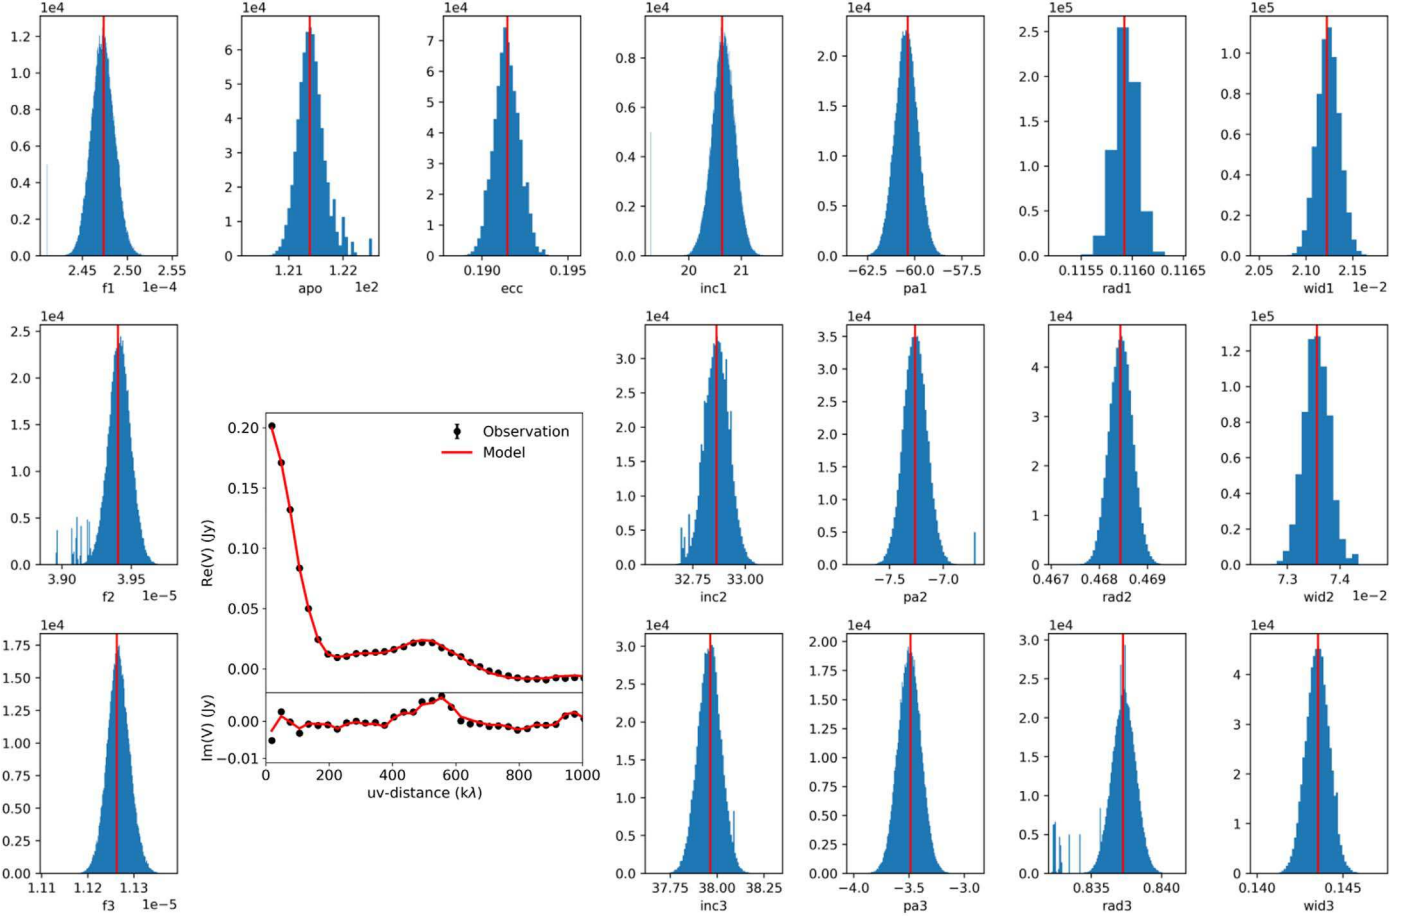 1e4
1.2
1.0
0.8
0.6
0.4
0.2
0.0
2.45 2.50 2.55
f1 1e−4
1e4
6
5
4
3
2
1
0
1.21 1.22
apo 1e2
1e4
7
6
5
4
3
2
1
0
0.190 0.195
ecc
1e4
0.8
0.6
0.4
0.2
0.0
20 21
inc1
1e4
2.0
1.5
1.0
0.5
0.0
−62.5 −60.0 −57.5
pa1
1e5
2.5
2.0
1.5
1.0
0.5
0.0
0.1155 0.1160 0.1165
rad1
1e5
1.0
0.8
0.6
0.4
0.2
0.0
2.05 2.10 2.15
wid1 1e−2
1e4
2.5
2.0
1.5
1.0
0.5
0.0
3.90 3.95
f2 1e−5
Observation
Model
Re(V) (Jy)
0.20
0.15
0.10
0.05
0.00
Im(V) (Jy)
0.00
−0.01
0 200 400 600 800 1000
uv-distance (kλ)
1e4
3.0
2.5
2.0
1.5
1.0
0.5
0.0
32.75 33.00
inc2
1e4
3.5
3.0
2.5
2.0
1.5
1.0
0.5
0.0
−7.5 −7.0
pa2
1e4
4
3
2
1
0
0.467 0.468 0.469
rad2
1e5
1.2
1.0
0.8
0.6
0.4
0.2
0.0
7.3 7.4
wid2 1e−2
1e4
1.75
1.50
1.25
1.00
0.75
0.50
0.25
0.00
1.11 1.12 1.13
f3 1e−5
1e4
3.0
2.5
2.0
1.5
1.0
0.5
0.0
37.75 38.00 38.25
inc3
1e4
2.00
1.75
1.50
1.25
1.00
0.75
0.50
0.25
0.00
−4.0 −3.5 −3.0
pa3
1e4
3.0
2.5
2.0
1.5
1.0
0.5
0.0
0.835 0.840
rad3
1e4
4
3
2
1
0
0.140 0.145
wid3